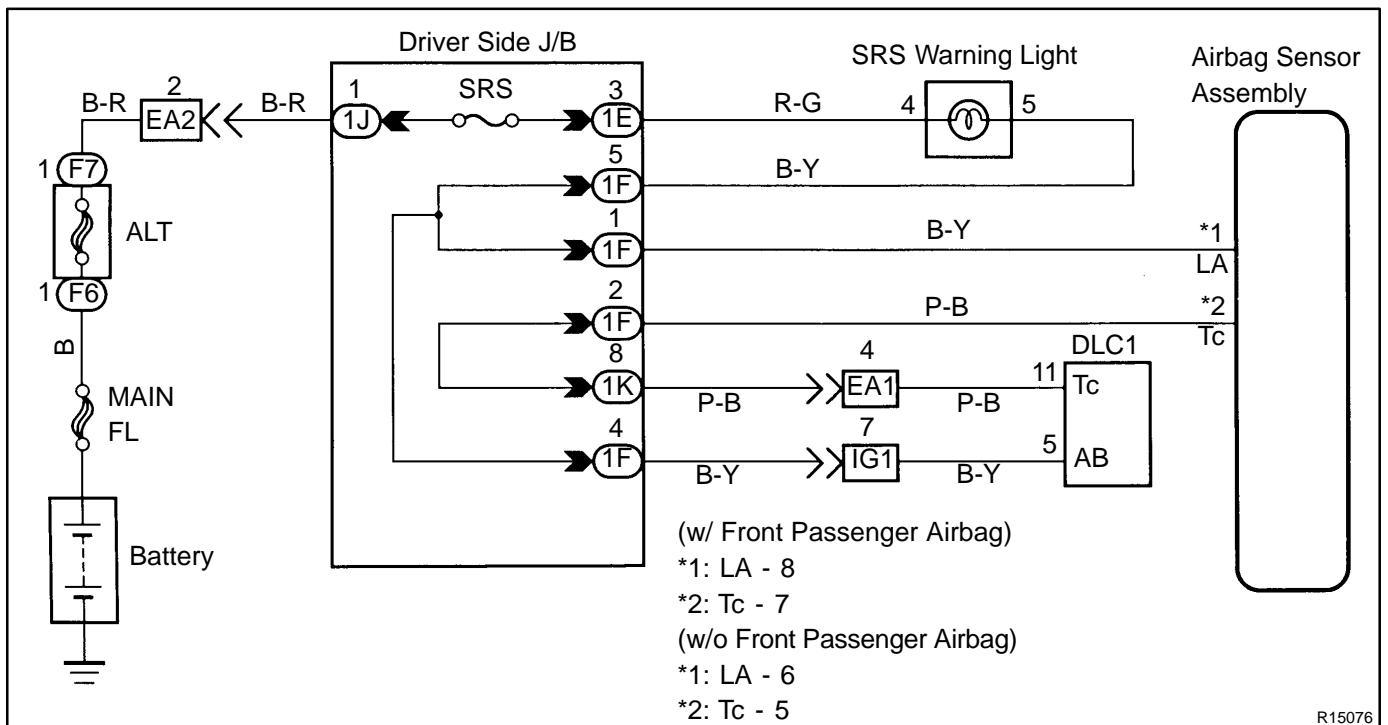 Driver Side J/B
SRS Warning Light
Airbag Sensor
Assembly
B-R
2
EA2
B-R
1
1J
SRS
3
1E
R-G
4
5
5
1F
B-Y
1
1F
B-Y
*1
LA
2
1F
P-B
*2
Tc
8
1K
P-B
4
EA1
P-B
DLC1
11
Tc
4
1F
B-Y
7
IG1
B-Y
5
AB
1
F7
ALT
1
F6
B
MAIN
FL
Battery
(w/ Front Passenger Airbag)
*1: LA - 8
*2: Tc - 7
(w/o Front Passenger Airbag)
*1: LA - 6
*2: Tc - 5
R15076